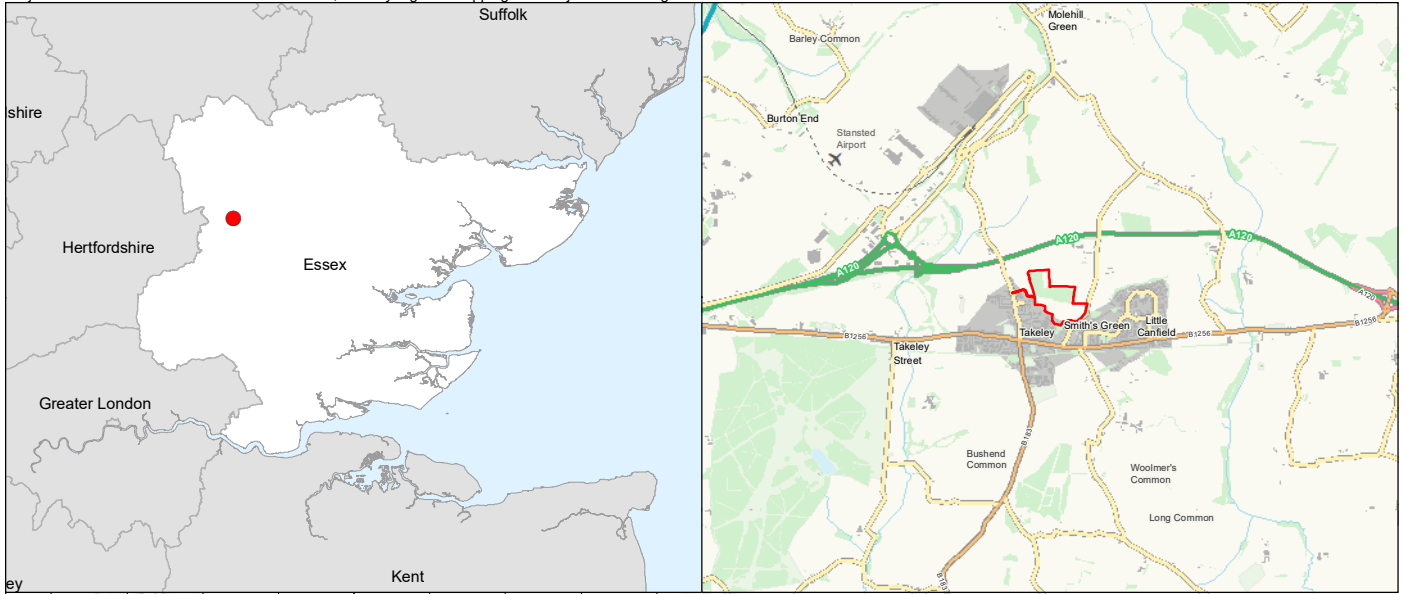 Suffolk
shire
Hertfordshire
Essex
Greater London
Kent
ey
Molehill
Green
Barley Common
Burton End
Stansted
Airport
A120
A120
A120
A120
Takeley
Smith's Green
Little
Canfield
B1256
B1256
B1256
Takeley
Street
B183
Bushend
Common
Woolmer's
Common
Long Common
B183